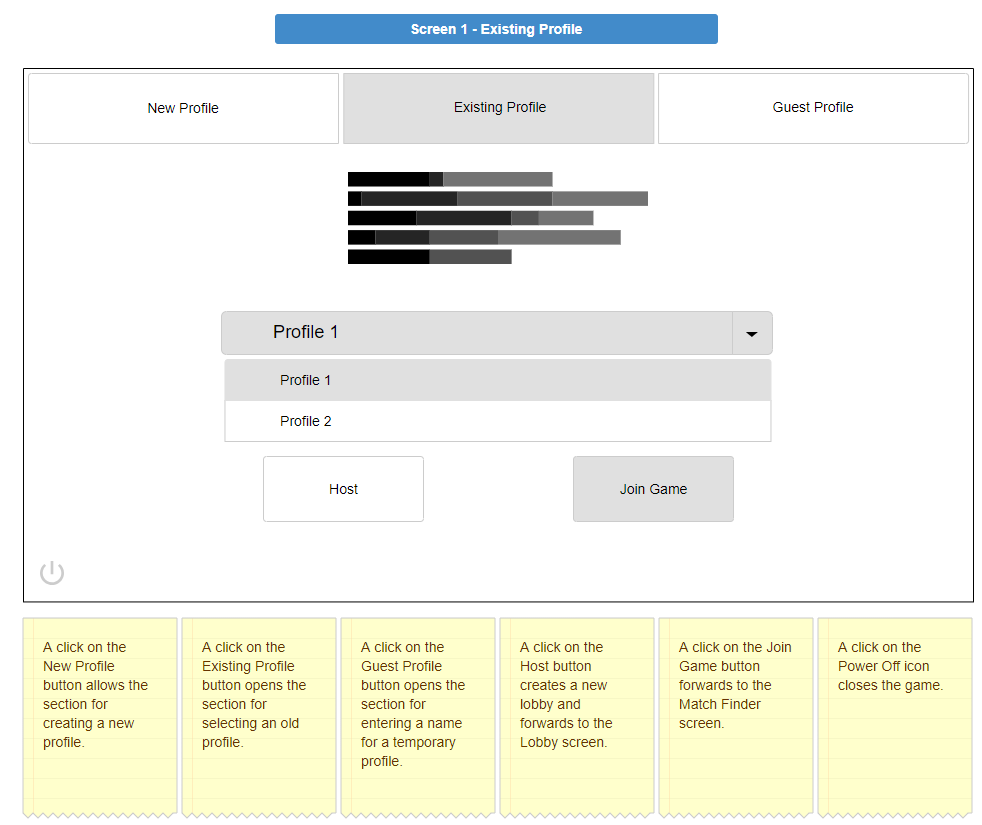 Screen 1 - Existing Profile
New Profile
Existing Profile
Guest Profile
Profile 1
Profile 1
Profile 2
Host
Join Game
A click on the
New Profile
button allows the
section for
creating a new
profile.
A click on the
Existing Profile
button opens the
section for
selecting an old
profile.
A click on the
Guest Profile
button opens the
section for
entering a name
for a temporary
profile.
A click on the
Host button
creates a new
lobby and
forwards to the
Lobby screen.
A click on the Join
Game button
forwards to the
Match Finder
screen.
A click on the
Power Off icon
closes the game.